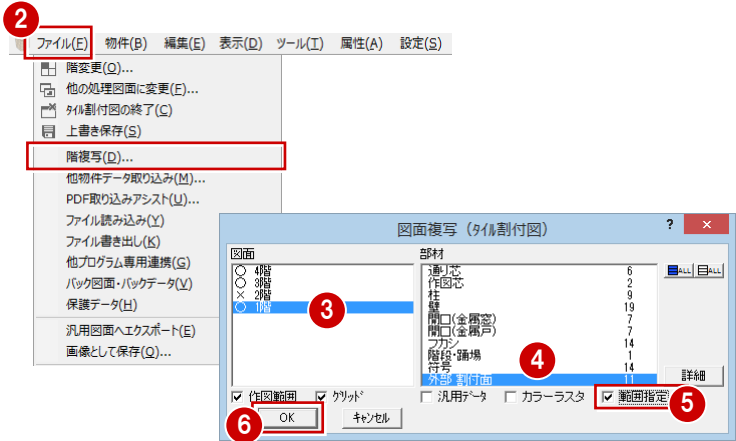 2
ファイル(F) 物件(B) 編集(E) 表示(D) ツール(T) 属性(A) 設定(S)
階変更(O)...
他の処理図面に変更(F)...
ﾀｲﾙ割付図の終了(C)
上書き保存(S)
階複写(D)...
他物件データ取り込み(M)...
PDF取り込みアシスト(U)...
ファイル読み込み(Y)
ファイル書き出し(K)
他プログラム専用連携(G)
バック図面・バックデータ(V)
保護データ(H)
汎用図面へエクスポート(E)
画像として保存(Q)...
図面複写（ﾀｲﾙ割付図） ? ×
図面
○ 4階
○ 3階
× 2階
○ 1階
3
部材
通り芯 6
作図芯 2
柱 9
壁 19
開口(金属窓) 7
開口(金属戸) 7
フカシ 14
階段・踊場 1
符号 14
外部 割付面 11
4
ALL ALL
詳細
作図範囲 グリッド 汎用ﾃﾞｰﾀ カラーラスタ 範囲指定
5
6
OK キャンセル